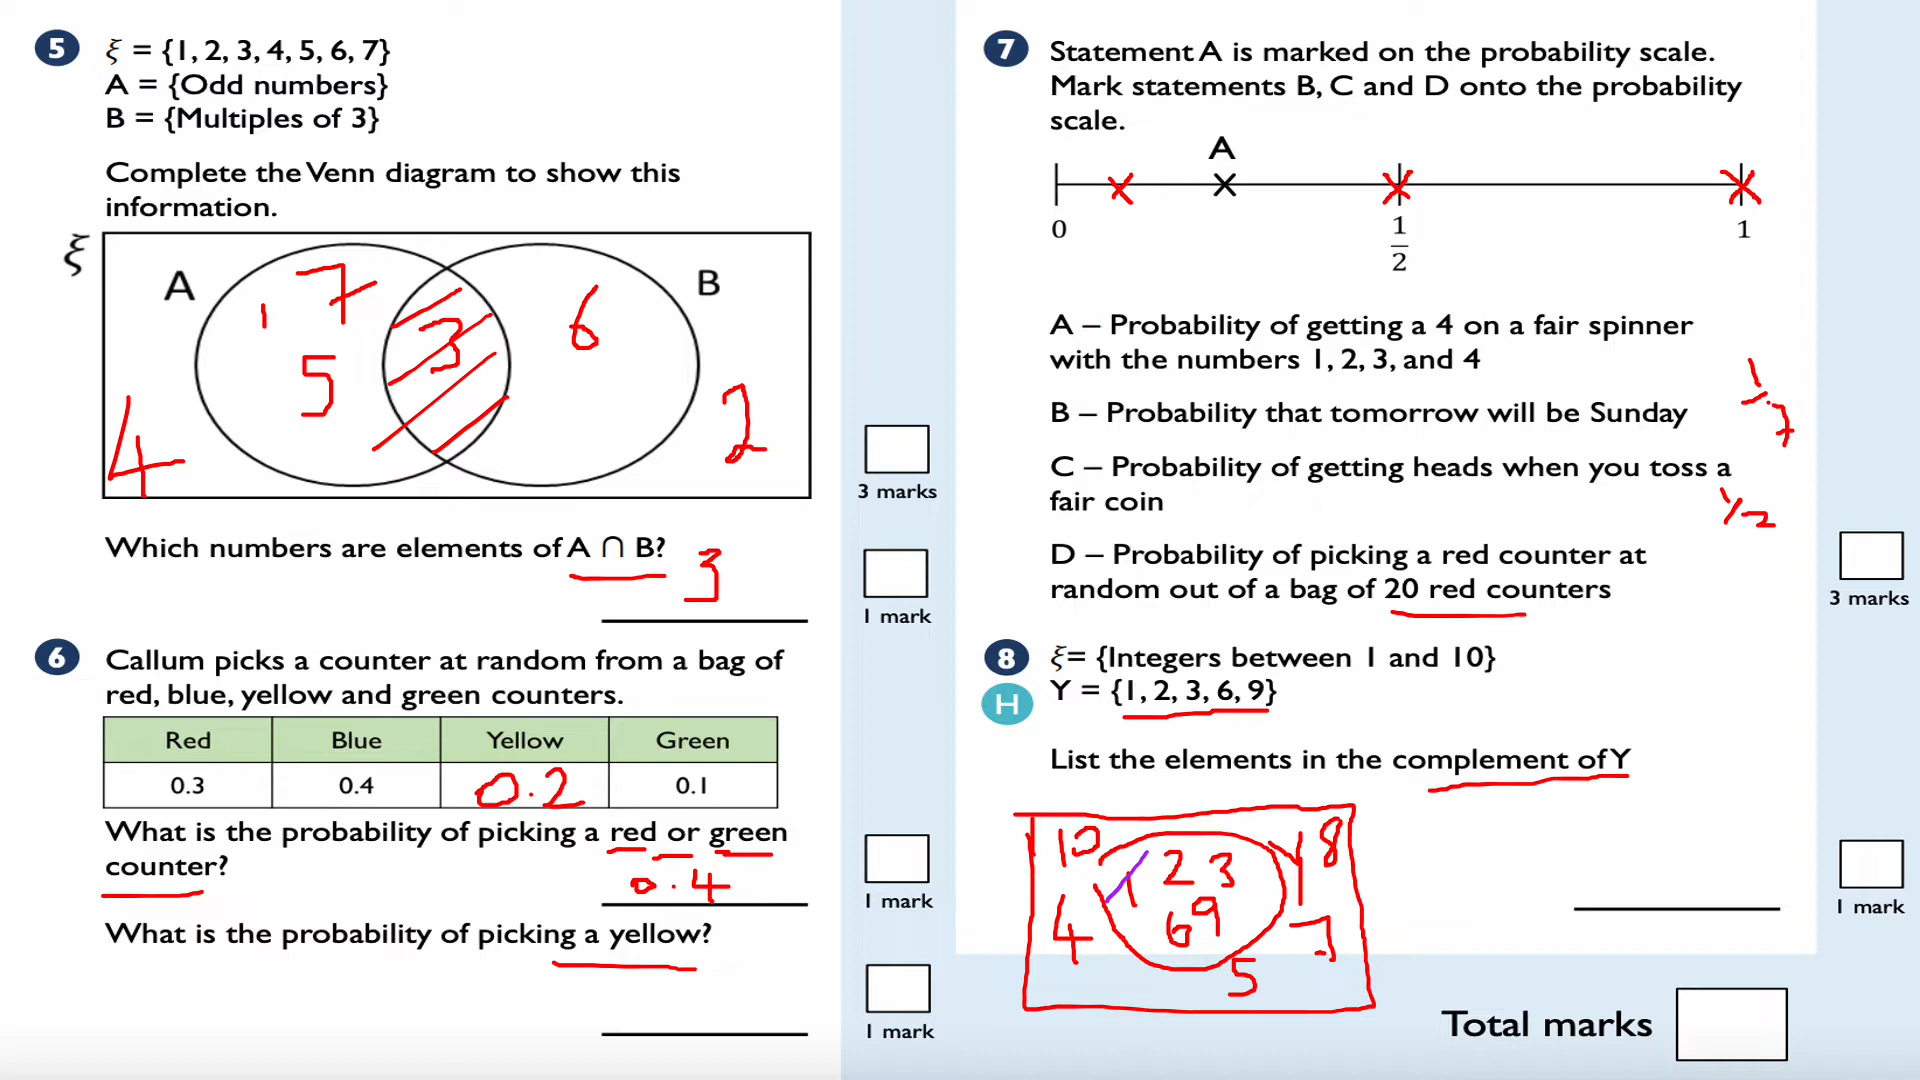 5
ξ = {1, 2, 3, 4, 5, 6, 7}
A = {Odd numbers}
B = {Multiples of 3}
Complete the Venn diagram to show this
information.
ξ
A
B
1
7
5
3
6
4
2
3 marks
Which numbers are elements of A ∩ B?
3
1 mark
6
Callum picks a counter at random from a bag of
red, blue, yellow and green counters.
Red Blue Yellow Green
0.3 0.4 0.2 0.1
What is the probability of picking a red or green
counter?
0.4
1 mark
What is the probability of picking a yellow?
1 mark
7
Statement A is marked on the probability scale.
Mark statements B, C and D onto the probability
scale.
A
0
1/2
1
A – Probability of getting a 4 on a fair spinner
with the numbers 1, 2, 3, and 4
B – Probability that tomorrow will be Sunday
1/7
C – Probability of getting heads when you toss a
fair coin
1/2
D – Probability of picking a red counter at
random out of a bag of 20 red counters
3 marks
8
H
ξ= {Integers between 1 and 10}
Y = {1, 2, 3, 6, 9}
List the elements in the complement of Y
10
8
1 2 3
6 9
4
7
5
1 mark
Total marks